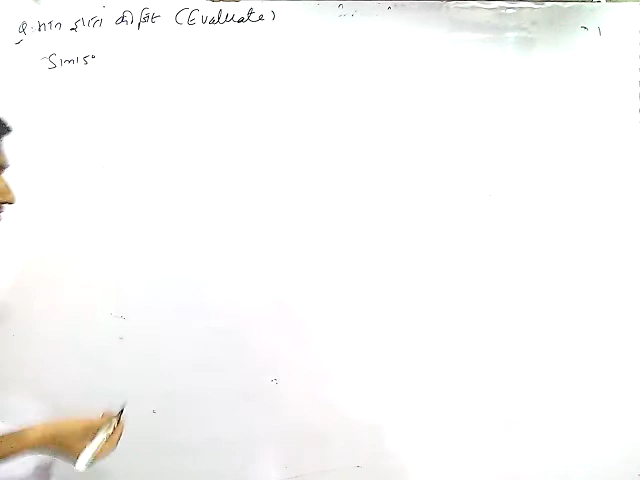 Q. मान ज्ञात कीजिए (Evaluate)
Sin15°